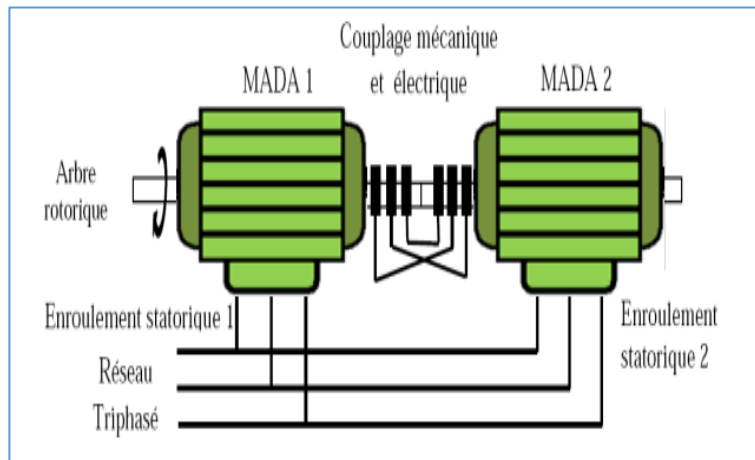 Couplage mécanique
et électrique
MADA 1
MADA 2
Arbre
rotorique
Enroulement statorique 1
Enroulement
statorique 2
Réseau
Triphasé